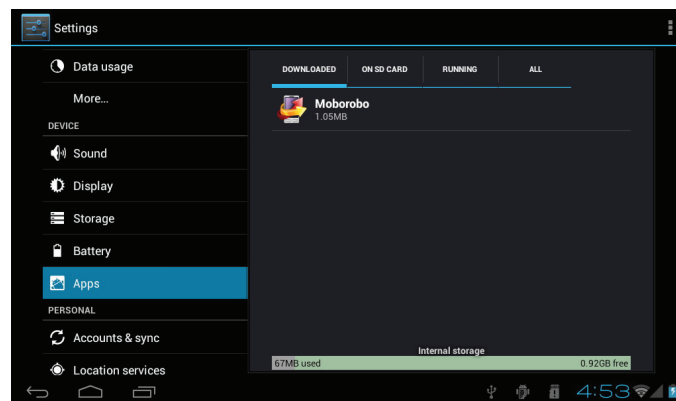 Settings
Data usage
More...
DEVICE
Sound
Display
Storage
Battery
Apps
PERSONAL
Accounts & sync
Location services
DOWNLOADED
ON SD CARD
RUNNING
ALL
Moborobo
1.05MB
Internal storage
67MB used
0.92GB free
4:53